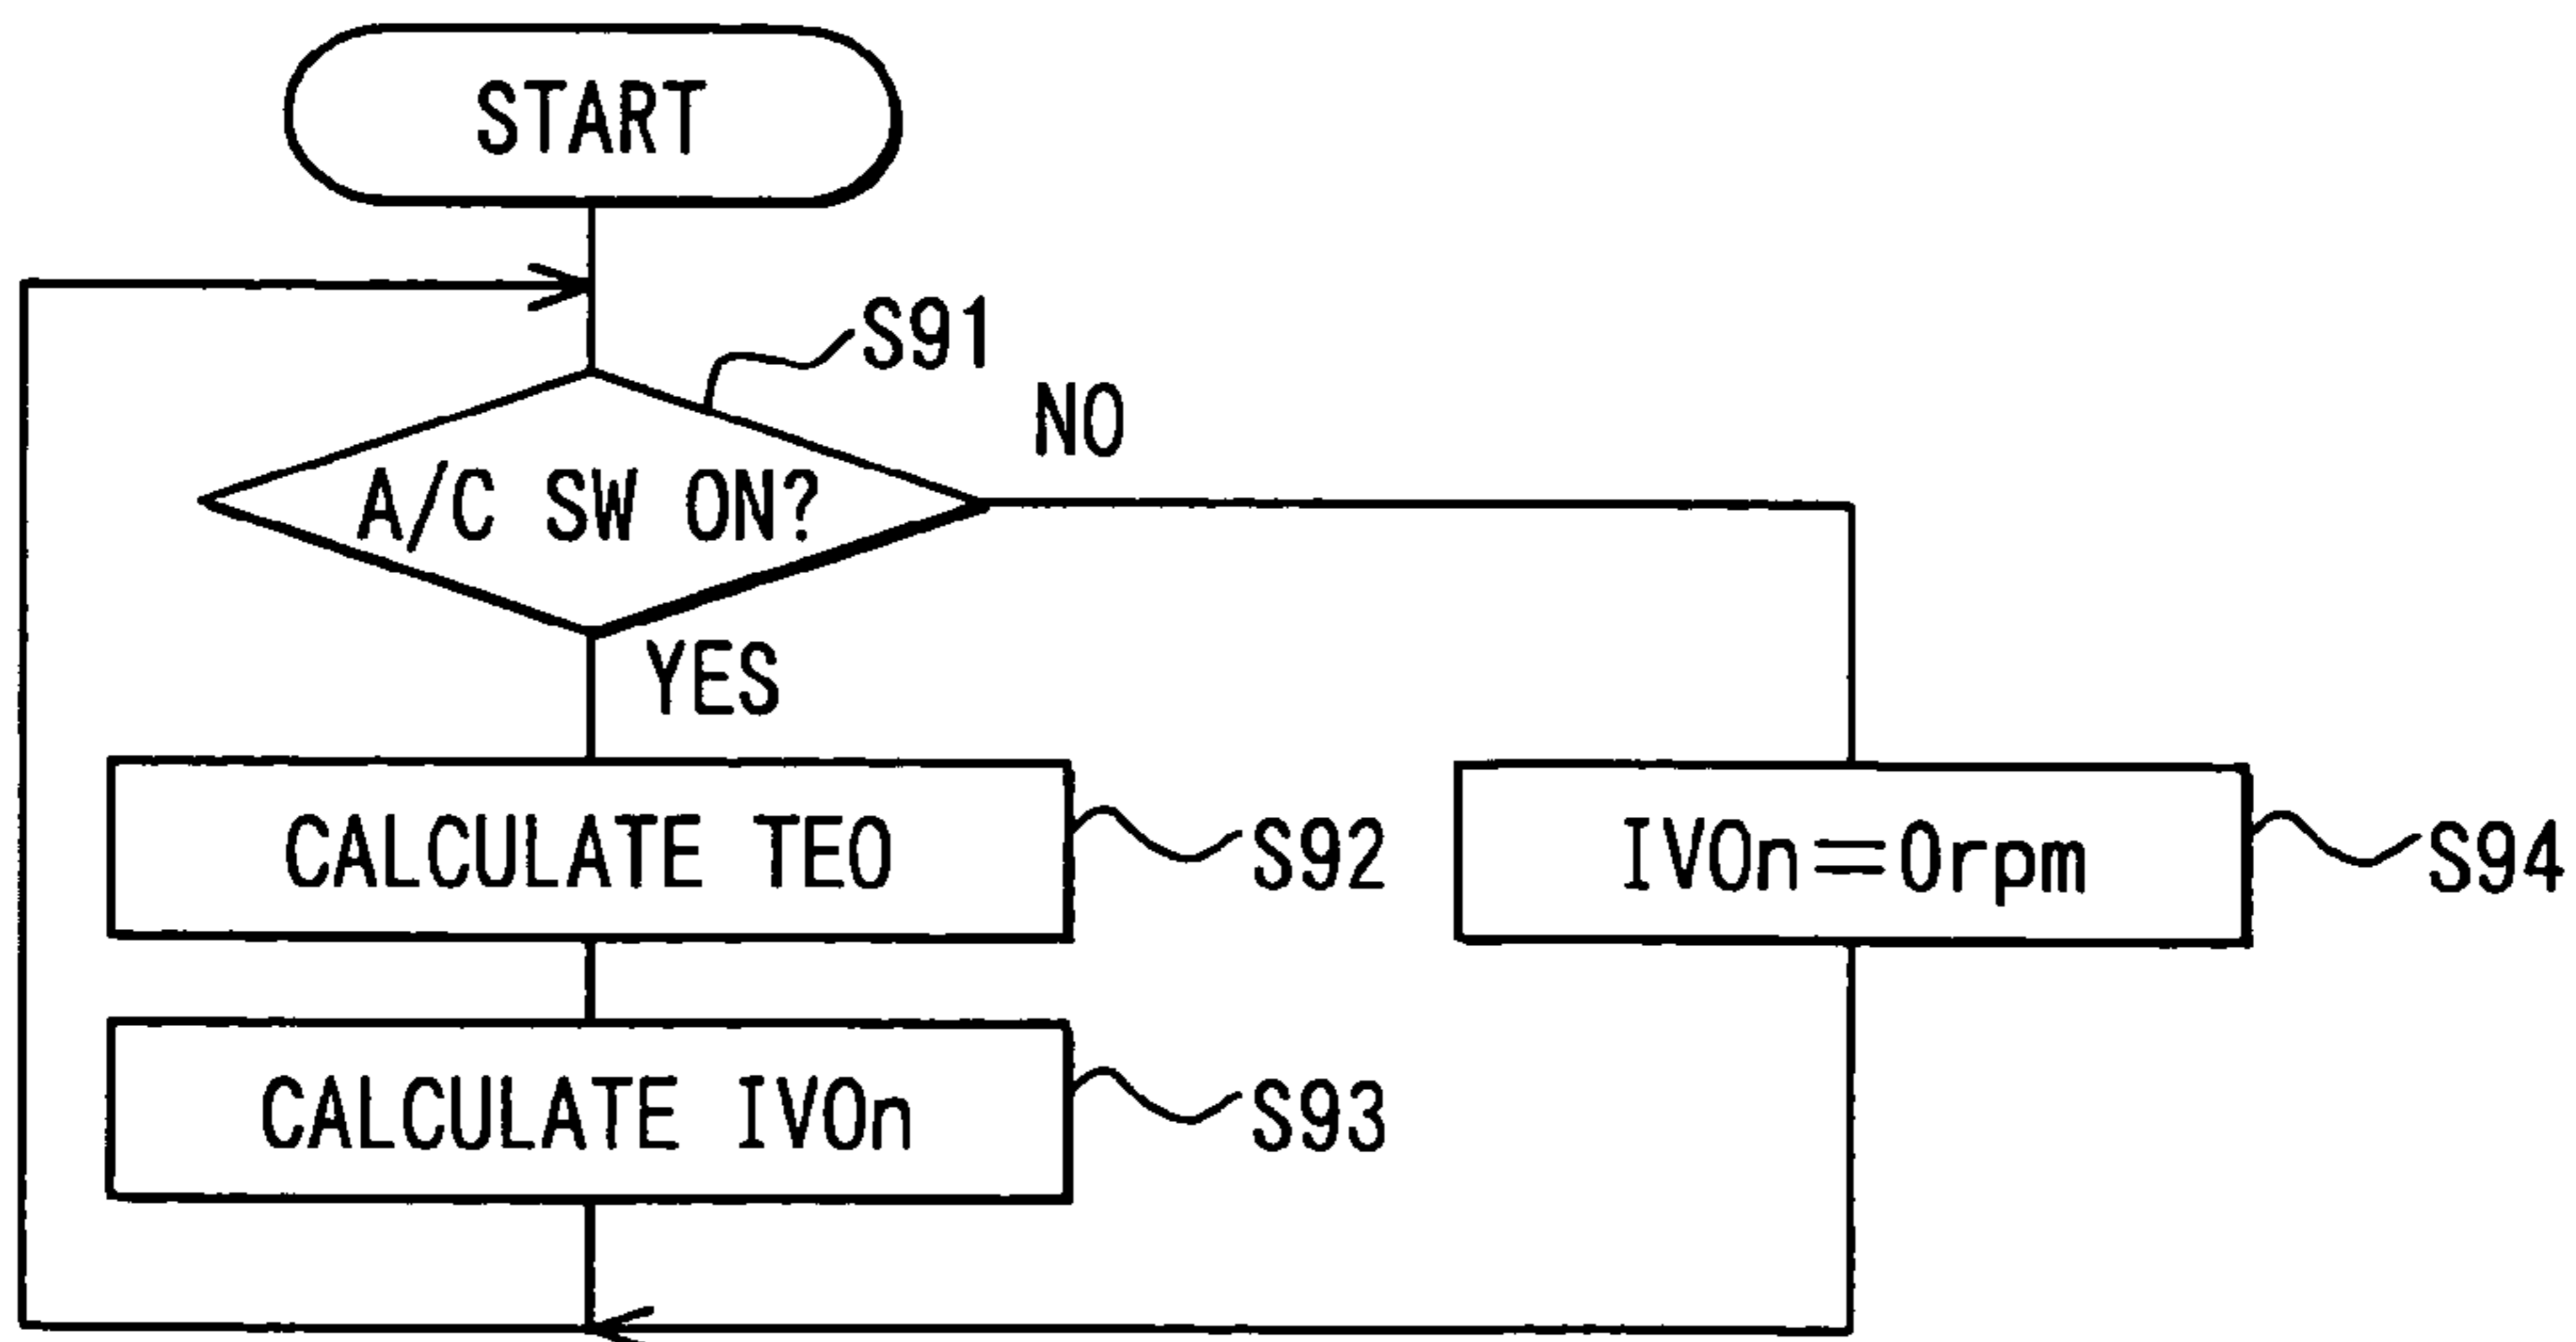 START
S91
NO
A/C SW ON?
YES
CALCULATE TEO
S92
IVOn=0rpm
S94
CALCULATE IVOn
S93